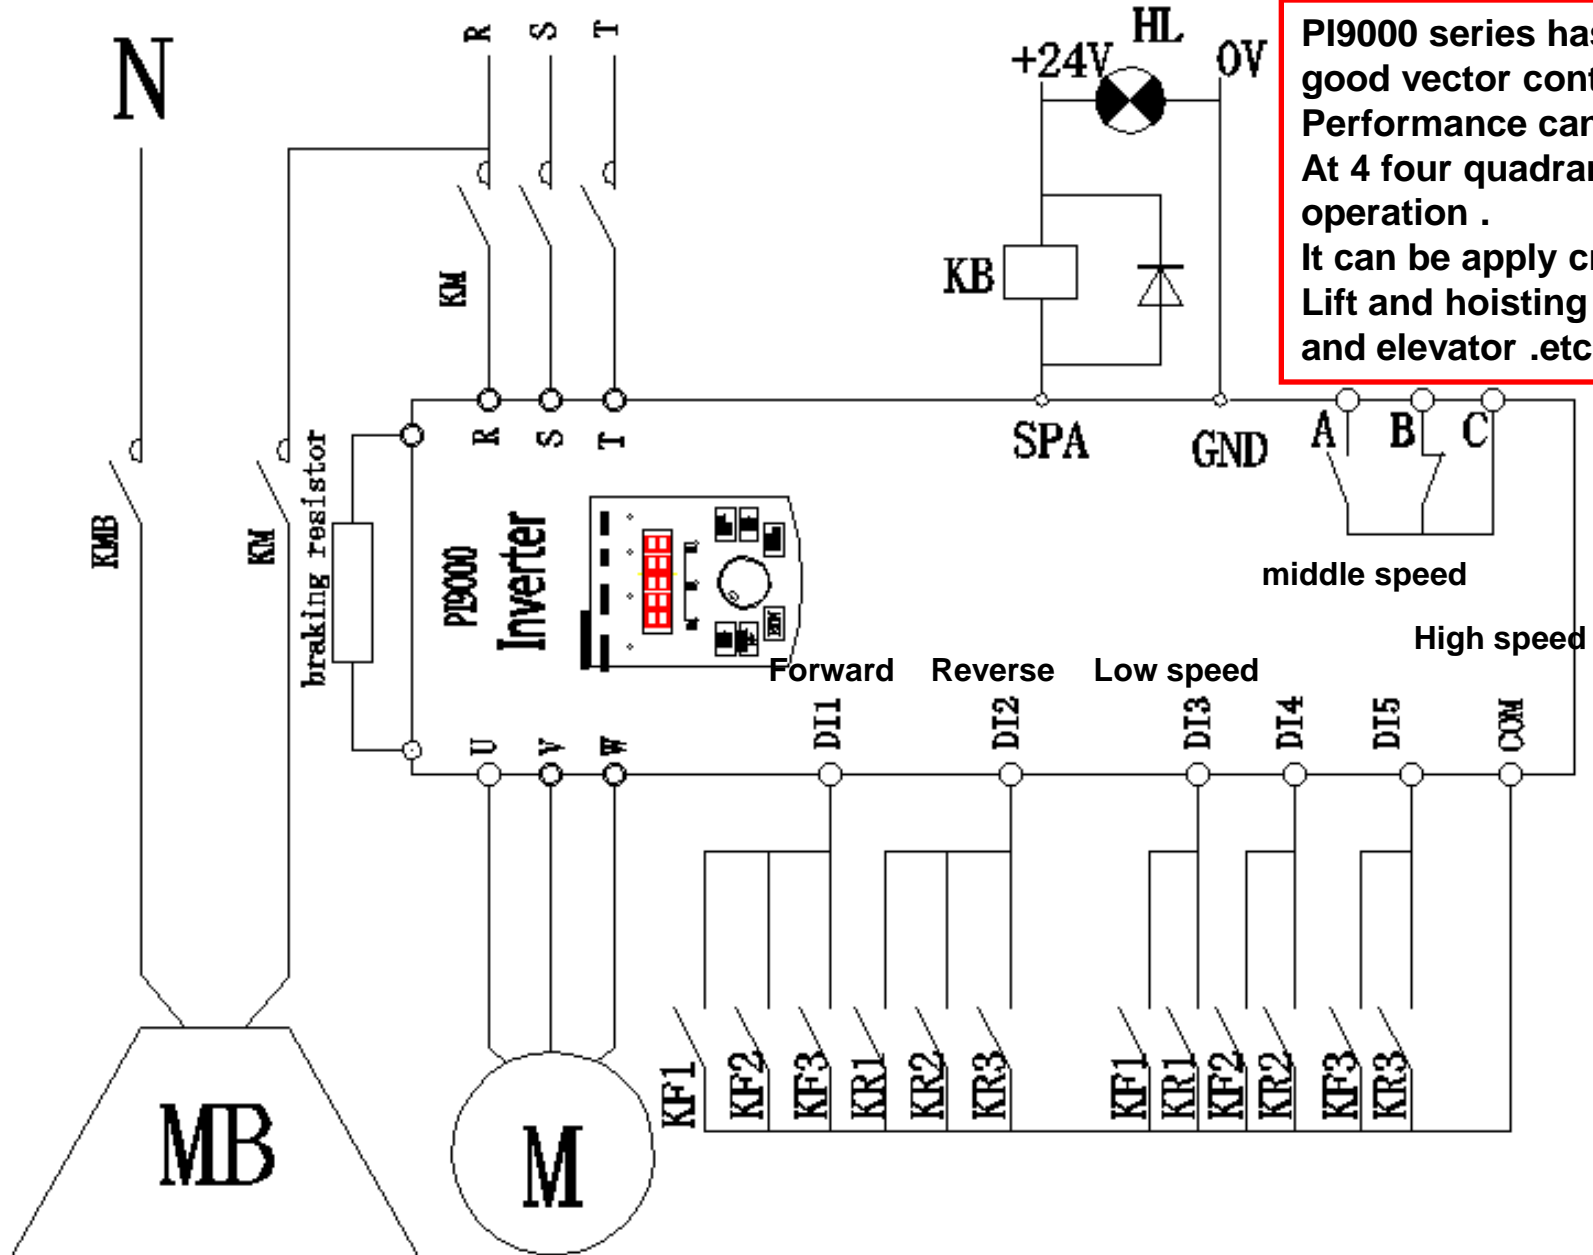 N
R S T
+24V HL 0V
PI9000 series has
good vector cont
Performance can
At 4 four quadran
operation .
It can be apply cr
Lift and hoisting
and elevator .etc
KM
KB
R S T
SPA GND A B C
KMB KM
braking resistor
PI9000
Inverter
middle speed
High speed
Forward Reverse Low speed
U V W DI1 DI2 DI3 DI4 DI5 COM
KF1 KF2 KF3 KR1 KR2 KR3 KF1 KR1 KF2 KR2 KF3 KR3
MB M